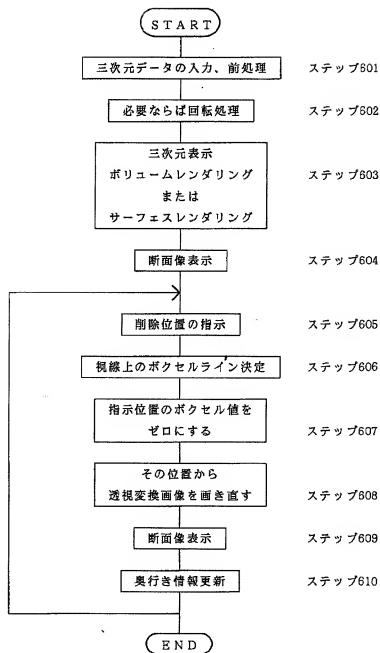 START
三次元データの入力、前処理 ステップ601
必要ならば回転処理 ステップ602
三次元表示
ボリュームレンダリング ステップ603
または
サーフェスレンダリング
断面像表示 ステップ604
削除位置の指示 ステップ605
視線上のボクセルライン決定 ステップ606
指示位置のボクセル値を
ゼロにする ステップ607
その位置から
透視変換画像を画き直す ステップ608
断面像表示 ステップ609
奥行き情報更新 ステップ610
END